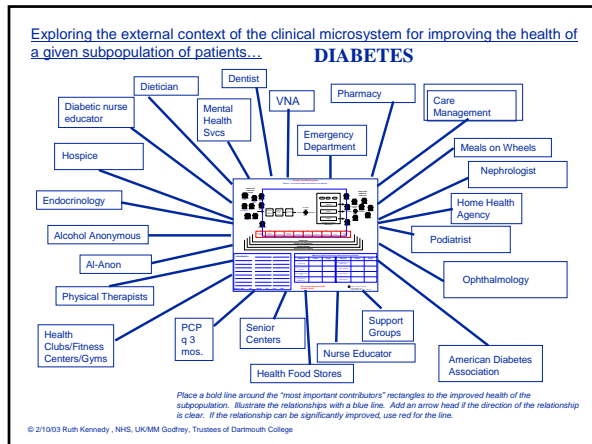 Exploring the external context of the clinical microsystem for improving the health of
a given subpopulation of patients… DIABETES
Dentist
Dietician
VNA
Pharmacy
Care
Management
Diabetic nurse
educator
Mental
Health
Svcs
Emergency
Department
Meals on Wheels
Hospice
Nephrologist
Endocrinology
Home Health
Agency
Alcohol Anonymous
Podiatrist
Al-Anon
Ophthalmology
Physical Therapists
Health
Clubs/Fitness
Centers/Gyms
PCP
q 3
mos.
Senior
Centers
Support
Groups
Nurse Educator
American Diabetes
Association
Health Food Stores
Place a bold line around the “most important contributors” rectangles to the improved health of the
subpopulation. Illustrate the relationships with a blue line. Add an arrow head if the direction of the relationship
is clear. If the relationship can be significantly improved, use red for the line.
© 2/10/03 Ruth Kennedy , NHS, UK/MM Godfrey, Trustees of Dartmouth College